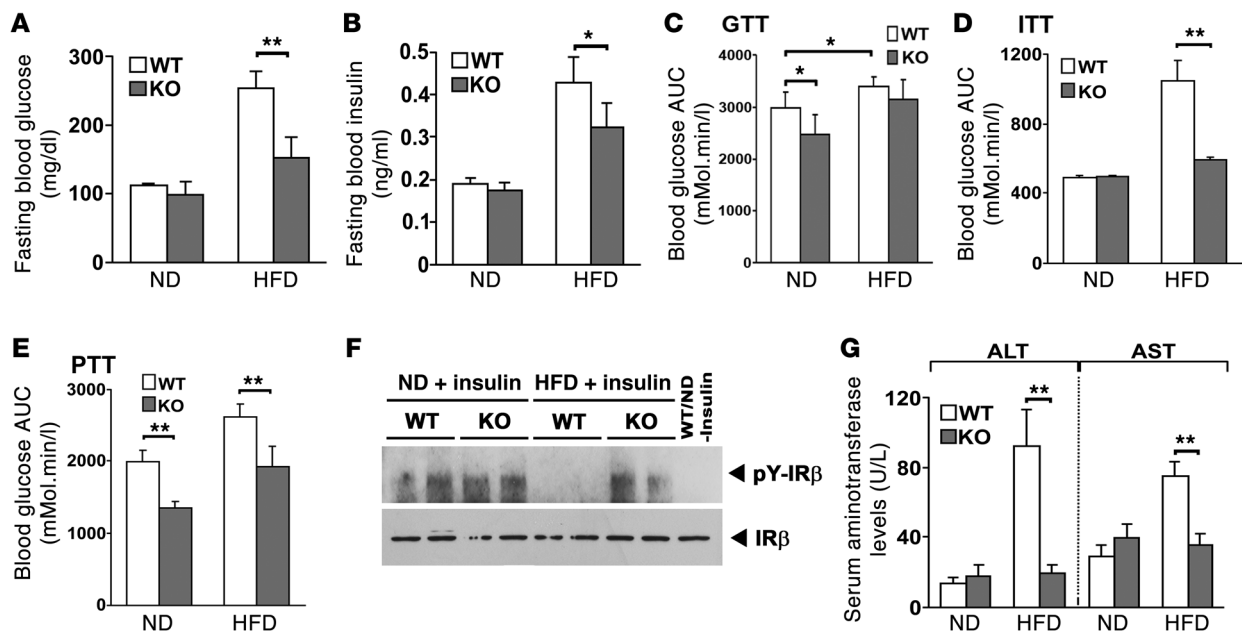 A
Fasting blood glucose
(mg/dl)
300
200
100
0
WT
KO
**
ND
HFD
B
Fasting blood insulin
(ng/ml)
0.5
0.4
0.3
0.2
0.1
0
WT
KO
*
ND
HFD
C
GTT
Blood glucose AUC
(mMol.min/l)
4000
3000
2000
1000
0
WT
KO
*
*
ND
HFD
D
ITT
Blood glucose AUC
(mMol.min/l)
1200
800
400
0
WT
KO
**
ND
HFD
E
PTT
Blood glucose AUC
(mMol.min/l)
3000
2000
1000
0
WT
KO
**
**
ND
HFD
F
ND + insulin
HFD + insulin
WT/ND
-Insulin
WT
KO
WT
KO
pY-IRβ
IRβ
G
ALT
AST
Serum aminotransferase
levels (U/L)
120
80
40
0
WT
KO
**
**
ND
HFD
ND
HFD